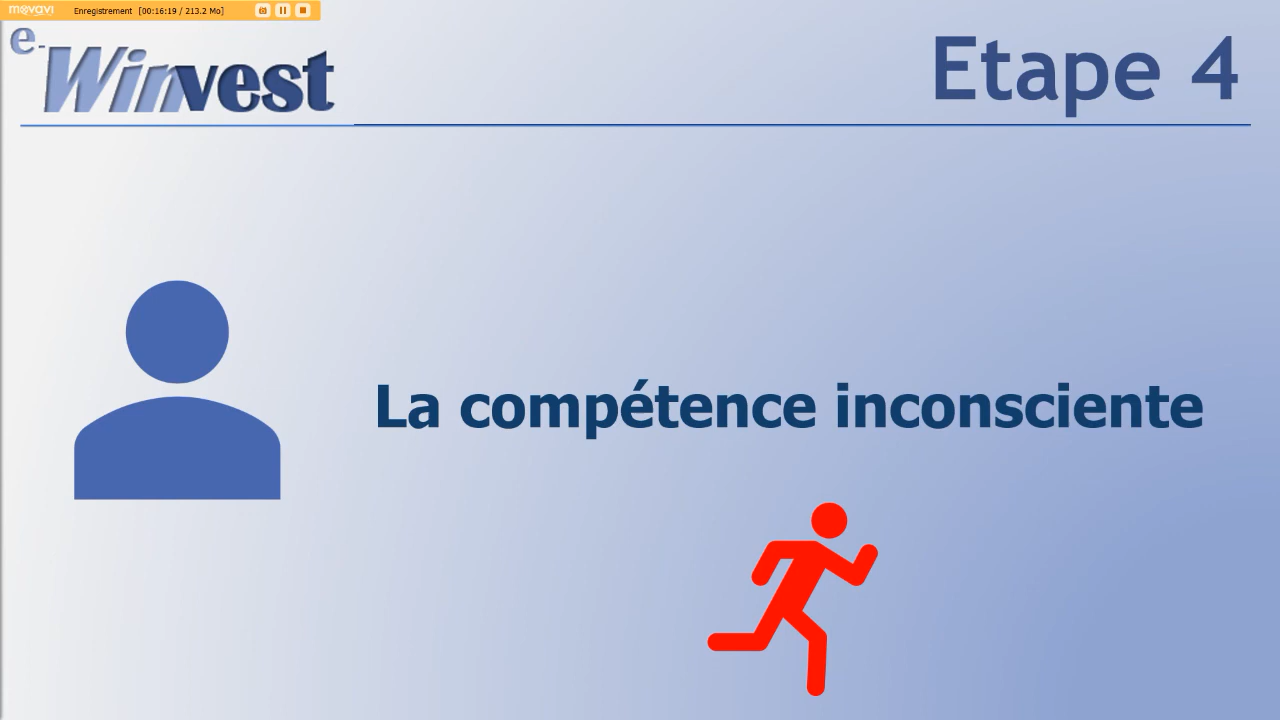 movavi Enregistrement [00:16:19 / 213.2 Mo]
e-Winvest
Etape 4
La compétence inconsciente